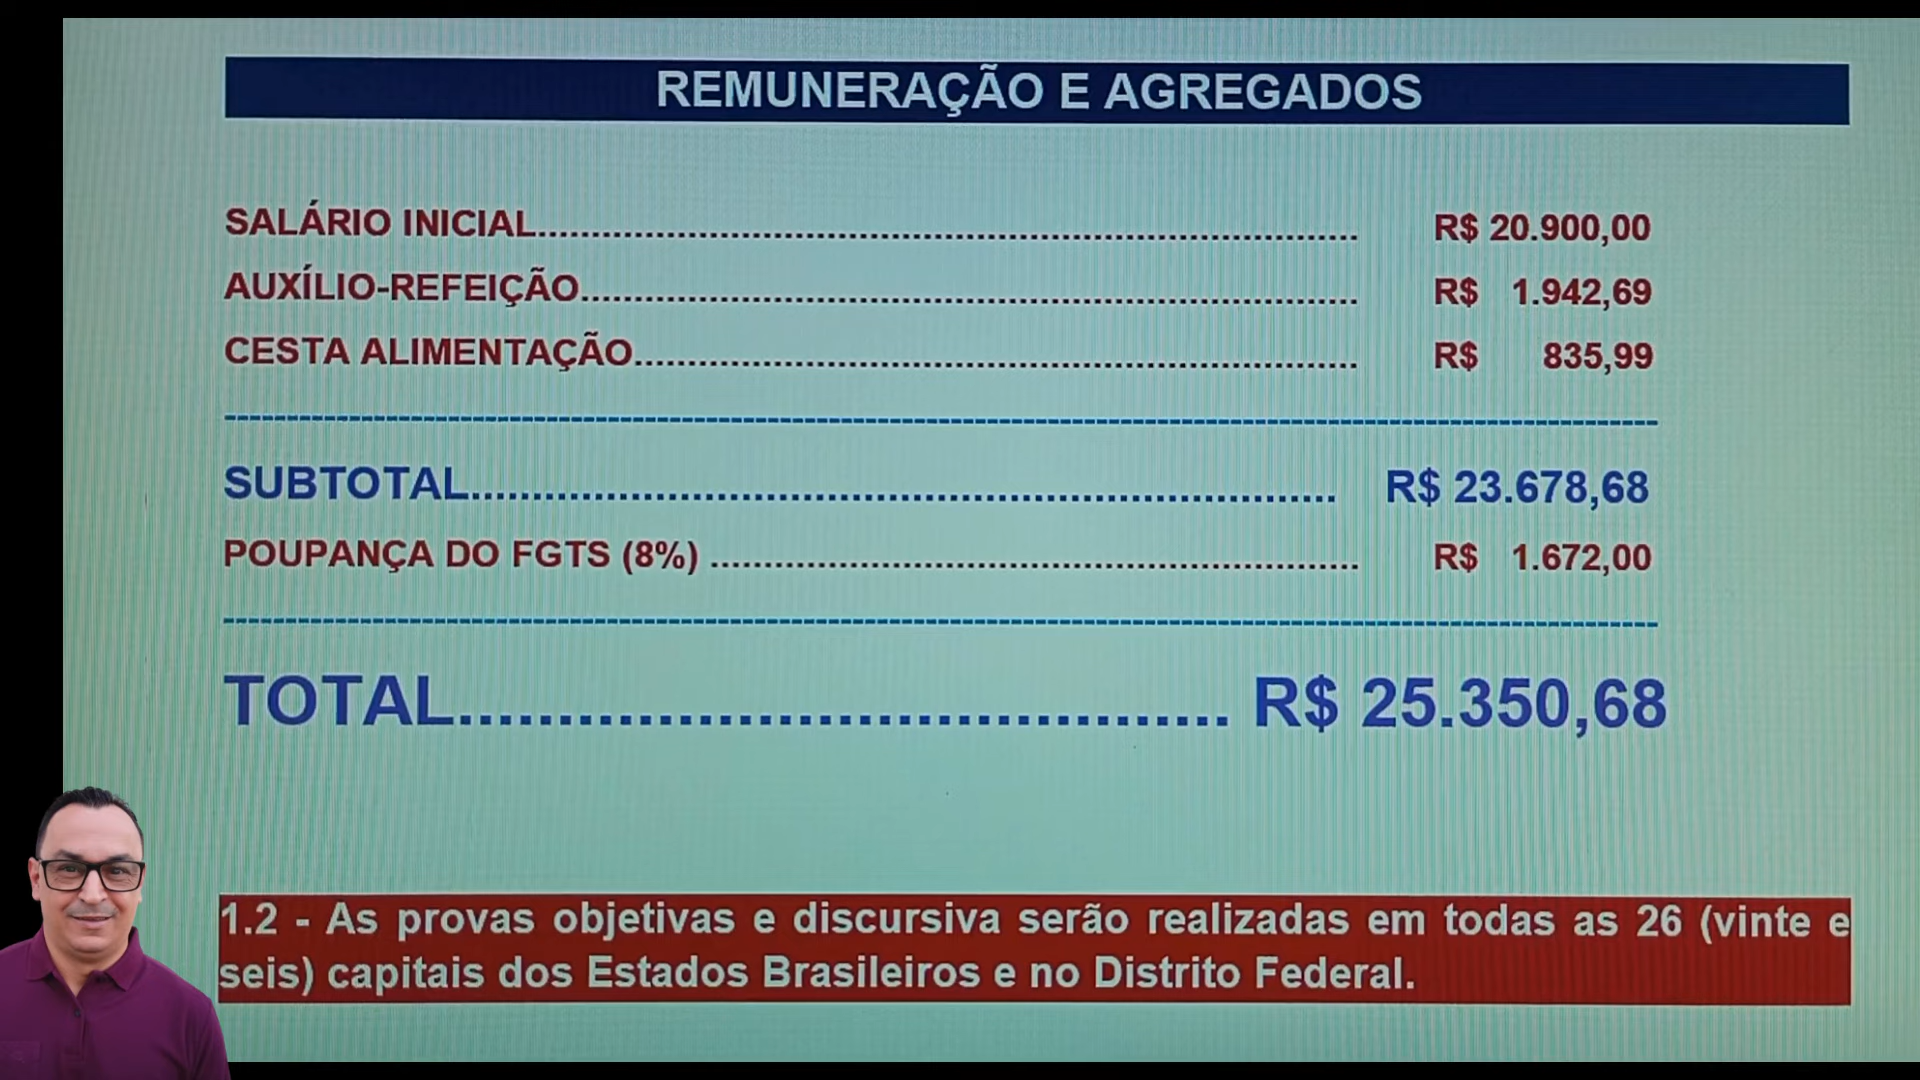 REMUNERAÇÃO E AGREGADOS
SALÁRIO INICIAL.......................................................................... R$ 20.900,00
AUXÍLIO-REFEIÇÃO...................................................................... R$ 1.942,69
CESTA ALIMENTAÇÃO................................................................. R$ 835,99
SUBTOTAL..................................................................... R$ 23.678,68
POUPANÇA DO FGTS (8%) .......................................................... R$ 1.672,00
TOTAL...................................... R$ 25.350,68
1.2 - As provas objetivas e discursiva serão realizadas em todas as 26 (vinte e
seis) capitais dos Estados Brasileiros e no Distrito Federal.